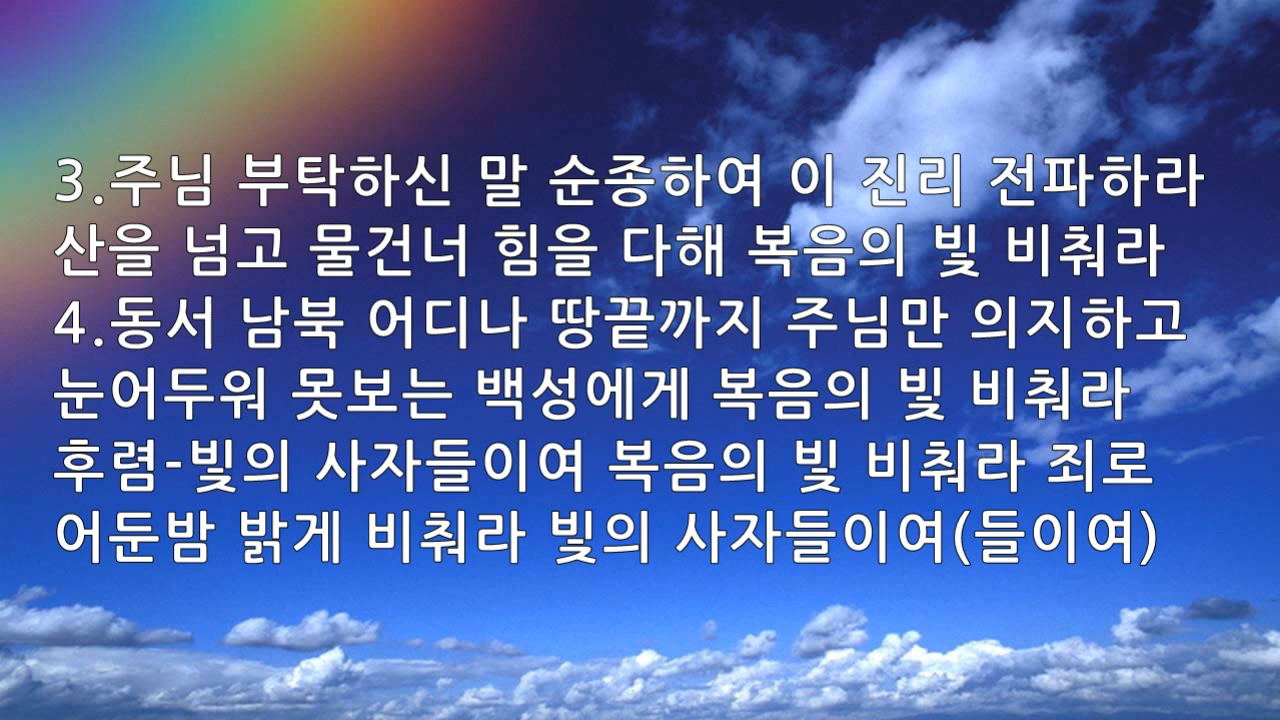 3.주님 부탁하신 말 순종하여 이 진리 전파하라
산을 넘고 물건너 힘을 다해 복음의 빛 비춰라
4.동서 남북 어디나 땅끝까지 주님만 의지하고
눈어두워 못보는 백성에게 복음의 빛 비춰라
후렴-빛의 사자들이여 복음의 빛 비춰라 죄로
어둔밤 밝게 비춰라 빛의 사자들이여(들이여)